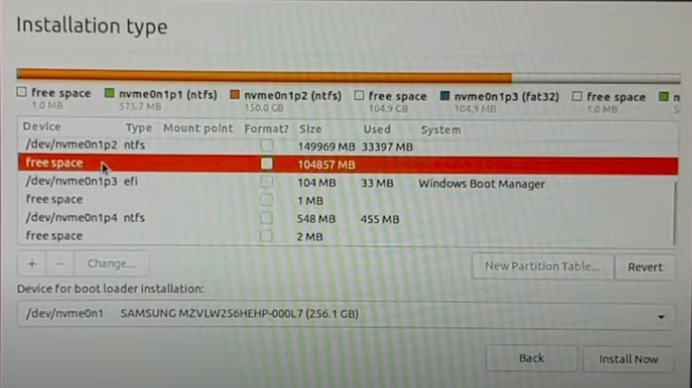 Installation type
free space nvme0n1p1 (ntfs) nvme0n1p2 (ntfs) free space nvme0n1p3 (fat32) free space
1.0 MB 575.7 MB 150.0 GB 104.9 GB 104.9 MB 1.0 MB
Device Type Mount point Format? Size Used System
/dev/nvme0n1p2 ntfs 149969 MB 33397 MB
free space 104857 MB
/dev/nvme0n1p3 efi 104 MB 33 MB Windows Boot Manager
free space 1 MB
/dev/nvme0n1p4 ntfs 548 MB 455 MB
free space 2 MB
+ - Change... New Partition Table... Revert
Device for boot loader installation:
/dev/nvme0n1 SAMSUNG MZVLW256HEHP-000L7 (256.1 GB)
Back Install Now